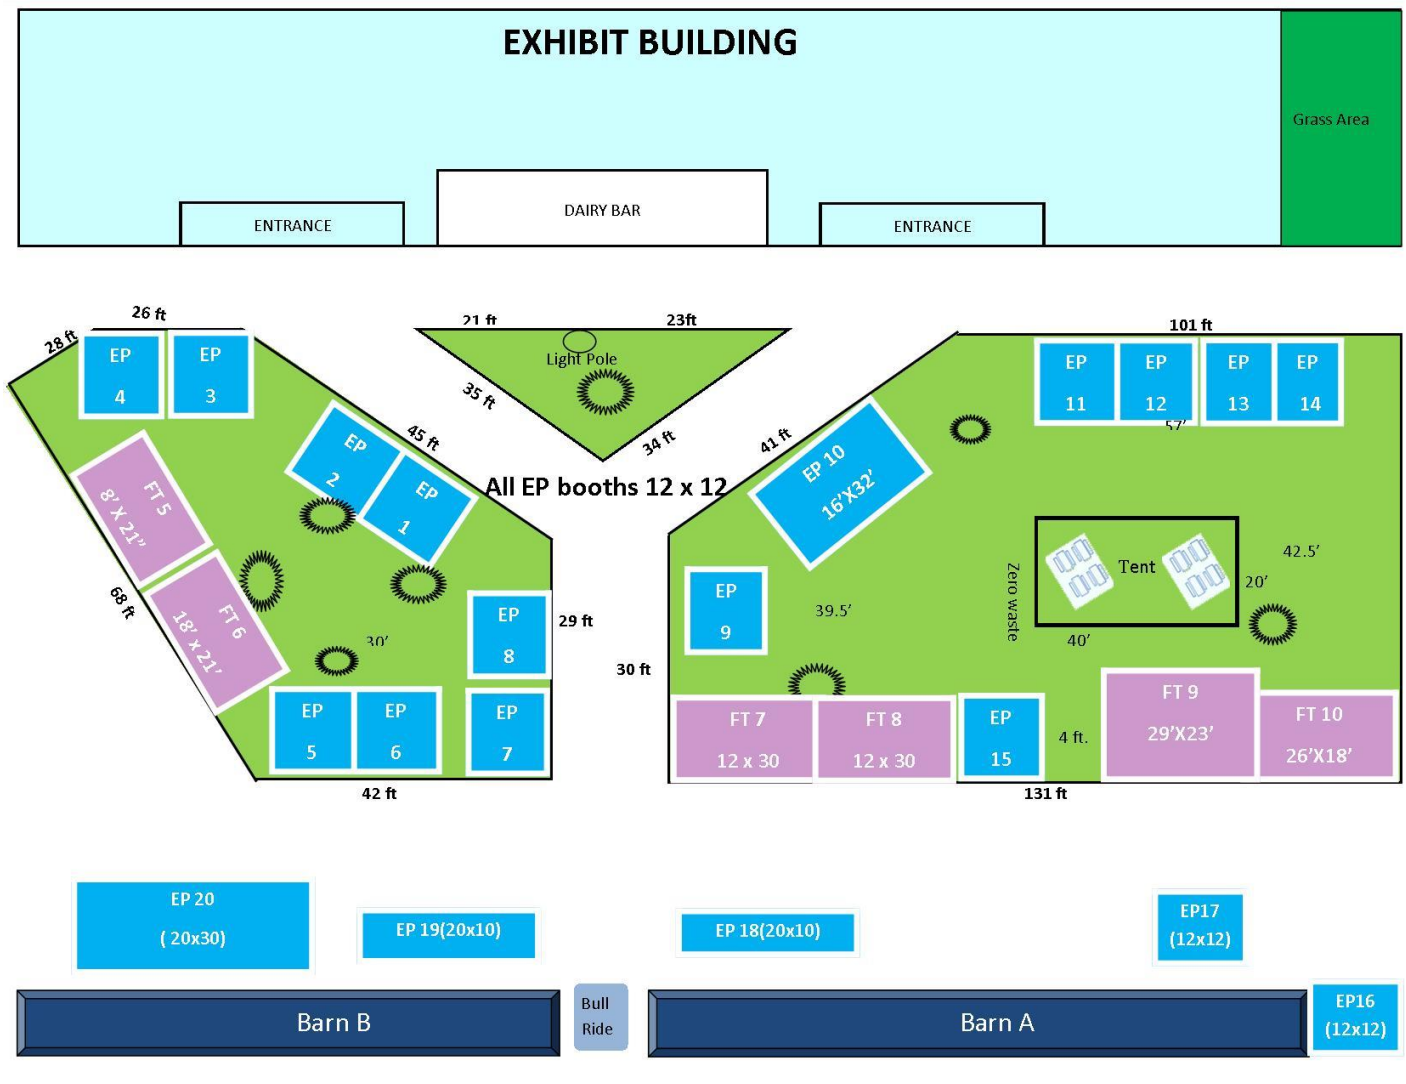 EXHIBIT BUILDING
Grass Area
ENTRANCE
DAIRY BAR
ENTRANCE
28 ft
26 ft
21 ft
23ft
101 ft
Light Pole
35 ft
34 ft
45 ft
41 ft
EP
4
EP
3
EP
2
EP
1
All EP booths 12 x 12
EP 10
16'X32'
EP
11
EP
12
EP
13
EP
14
57'
FT 5
8' X 21"
FT 6
18' x 21'
68 ft
30'
EP
8
29 ft
EP
5
EP
6
EP
7
42 ft
30 ft
EP
9
39.5'
Zero waste
Tent
20'
42.5'
40'
FT 7
12 x 30
FT 8
12 x 30
EP
15
4 ft.
FT 9
29'X23'
FT 10
26'X18'
131 ft
EP 20
( 20x30)
EP 19(20x10)
EP 18(20x10)
EP17
(12x12)
Barn B
Bull
Ride
Barn A
EP16
(12x12)